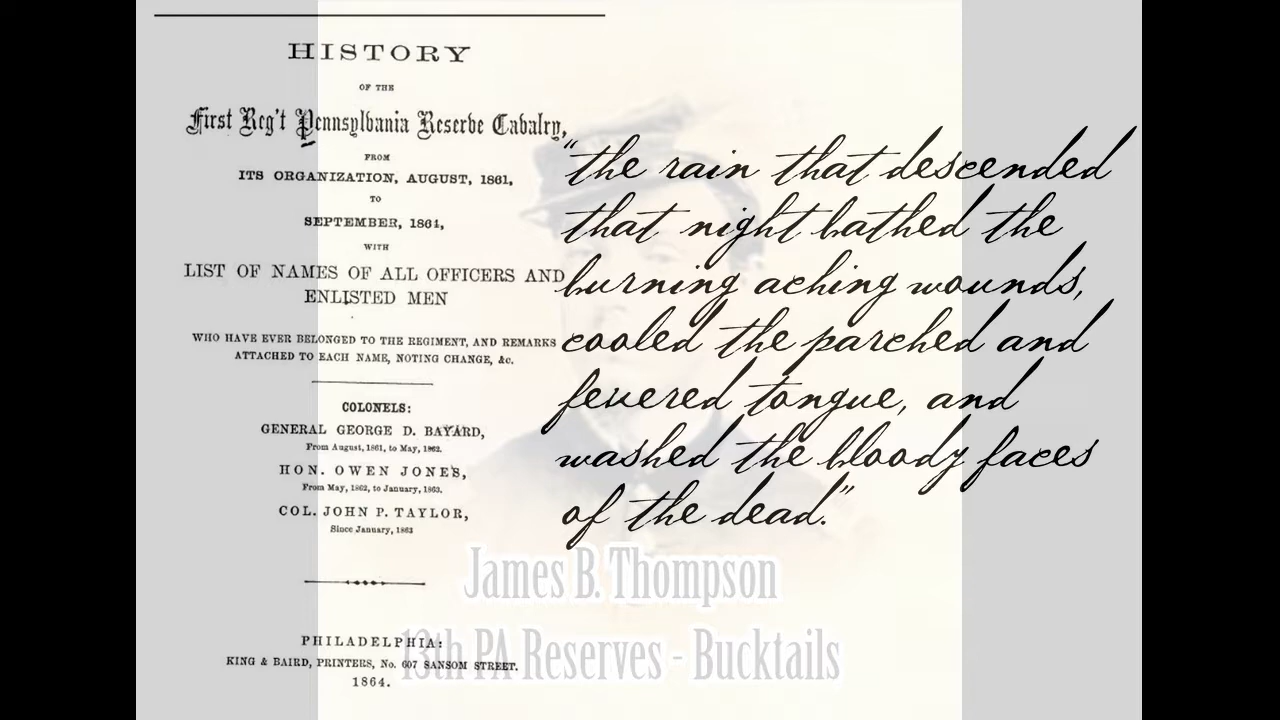 HISTORY
OF THE
First Reg't Pennsylvania Reserve Cavalry,
FROM
ITS ORGANIZATION, AUGUST, 1861,
TO
SEPTEMBER, 1864,
WITH
LIST OF NAMES OF ALL OFFICERS AND
ENLISTED MEN
WHO HAVE EVER BELONGED TO THE REGIMENT, AND REMARKS
ATTACHED TO EACH NAME, NOTING CHANGE, &c.
COLONELS:
GENERAL GEORGE D. BAYARD,
From August, 1861, to May, 1862.
HON. OWEN JONES,
From May, 1862, to January, 1863.
COL. JOHN P. TAYLOR,
Since January, 1863
PHILADELPHIA:
KING & BAIRD, PRINTERS, No. 607 SANSOM STREET.
1864.
"the rain that descended
that night bathed the
burning aching wounds,
cooled the parched and
fevered tongue, and
washed the bloody faces
of the dead."
James B. Thompson
13th PA Reserves - Bucktails